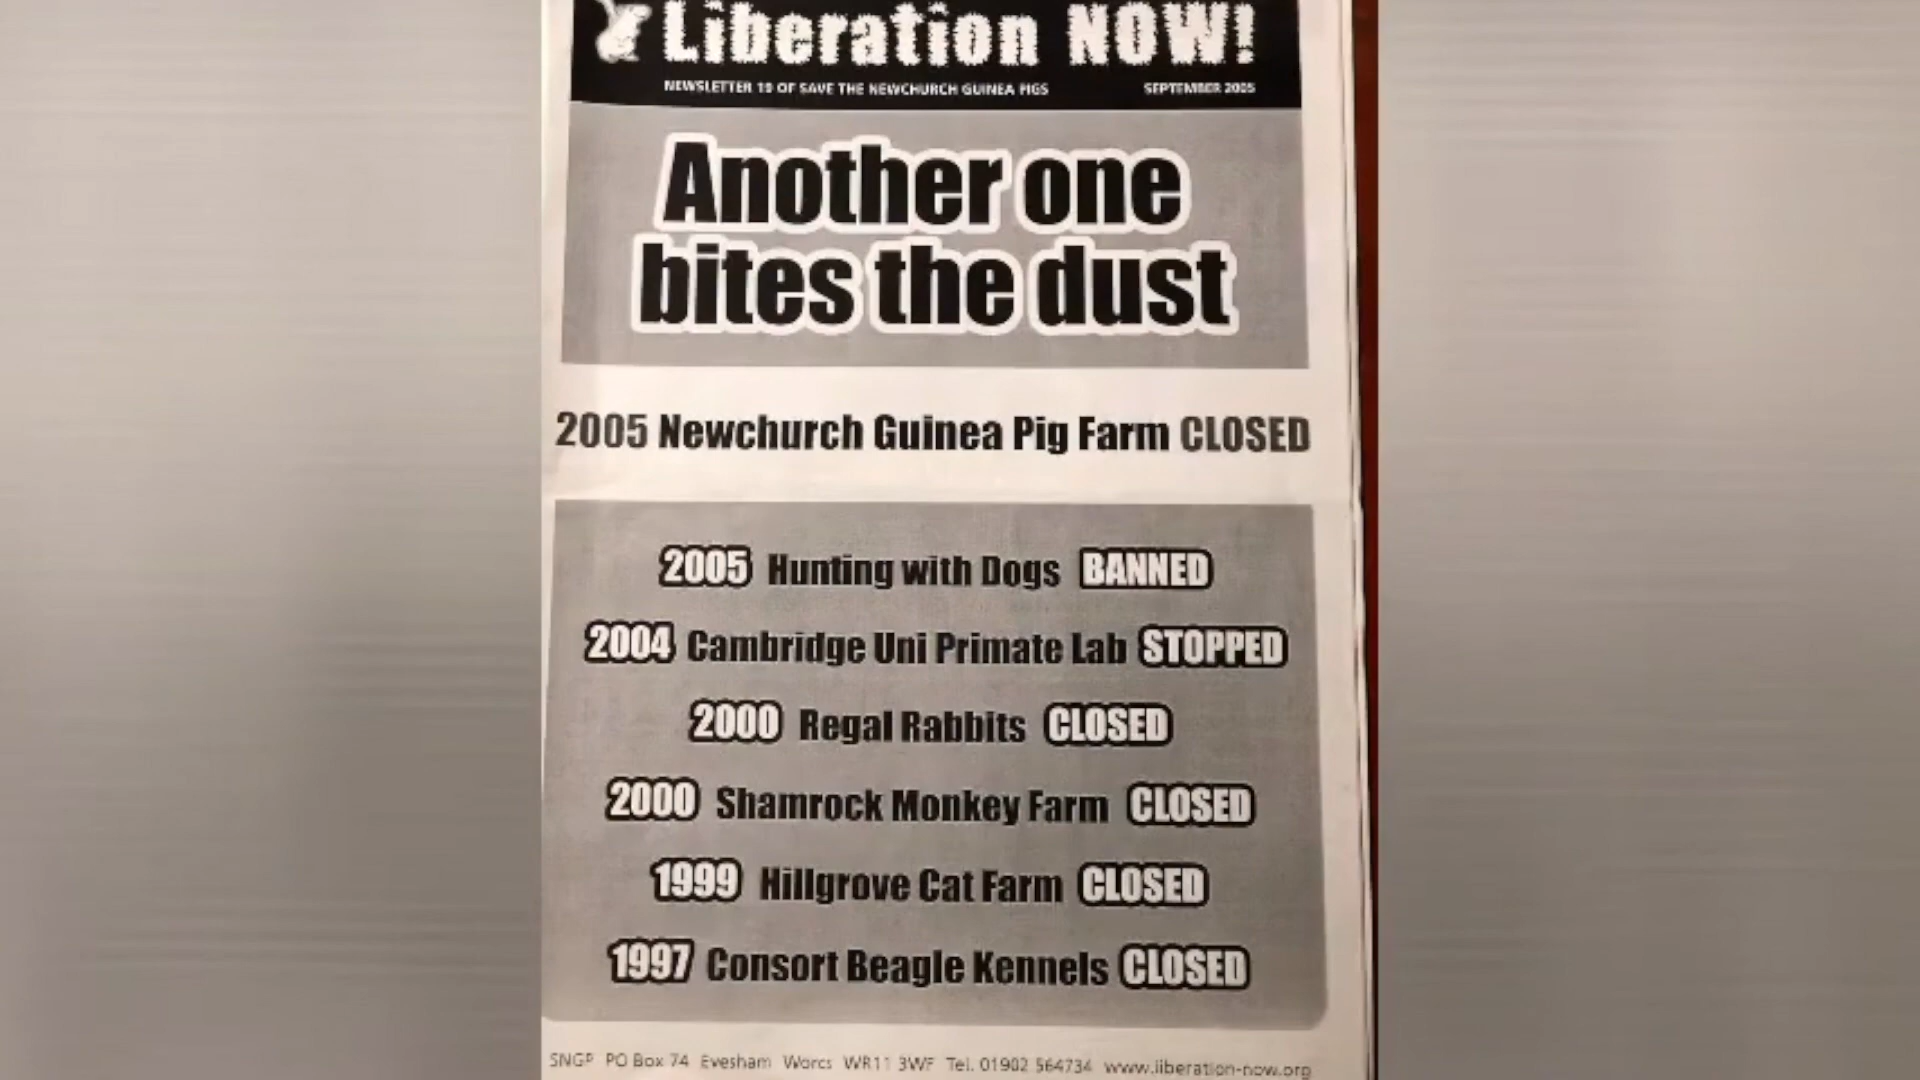 Liberation NOW!
NEWSLETTER 19 OF SAVE THE NEWCHURCH GUINEA PIGS SEPTEMBER 2005
Another one
bites the dust
2005 Newchurch Guinea Pig Farm CLOSED
2005 Hunting with Dogs BANNED
2004 Cambridge Uni Primate Lab STOPPED
2000 Regal Rabbits CLOSED
2000 Shamrock Monkey Farm CLOSED
1999 Hillgrove Cat Farm CLOSED
1997 Consort Beagle Kennels CLOSED
SNGP PO Box 74 Evesham Worcs WR11 3WF Tel. 01902 564734 www.liberation-now.org